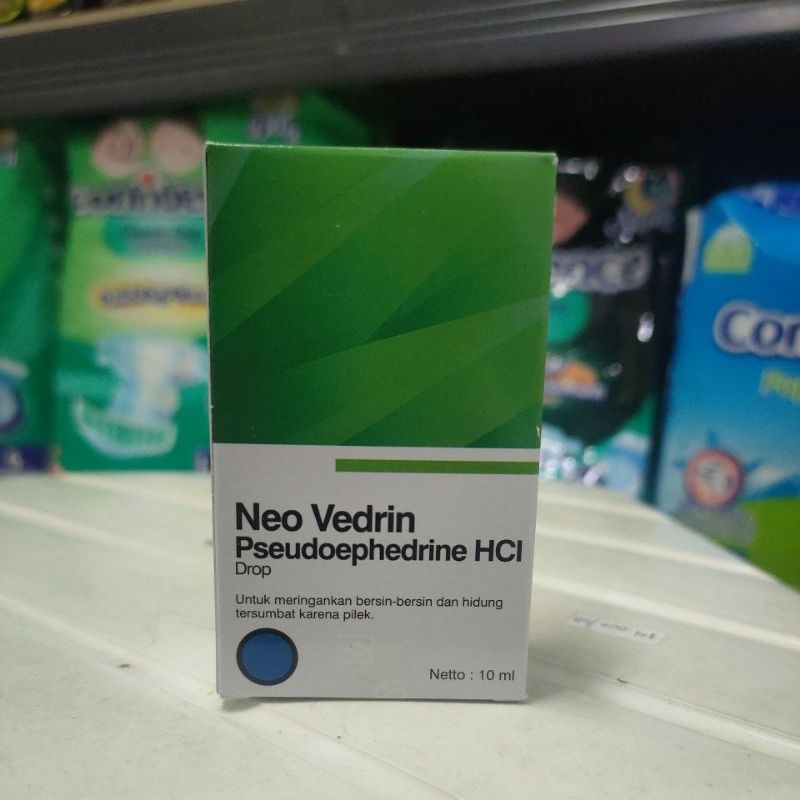 Neo Vedrin
Pseudoephedrine HCl
Drop
Untuk meringankan bersin-bersin dan hidung
tersumbat karena pilek.
Netto : 10 ml